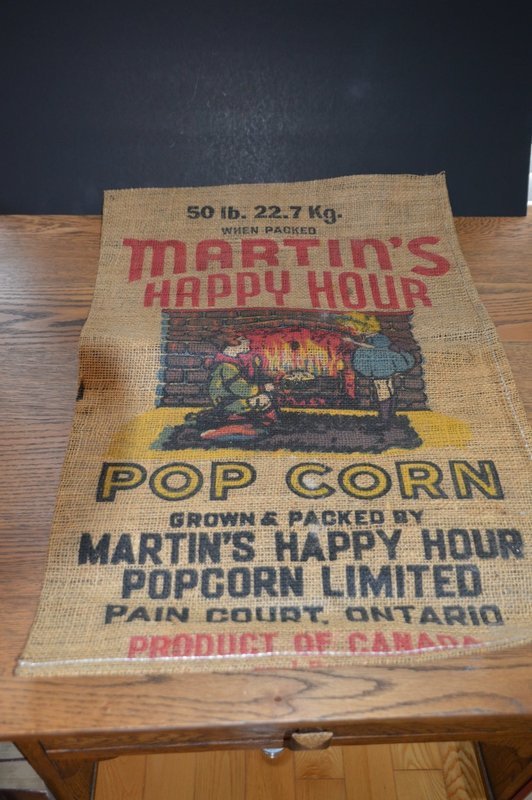 50 lb. 22.7 Kg.
WHEN PACKED
MARTIN'S
HAPPY HOUR
POP CORN
GROWN & PACKED BY
MARTIN'S HAPPY HOUR
POPCORN LIMITED
PAIN COURT, ONTARIO
PRODUCT OF CANADA